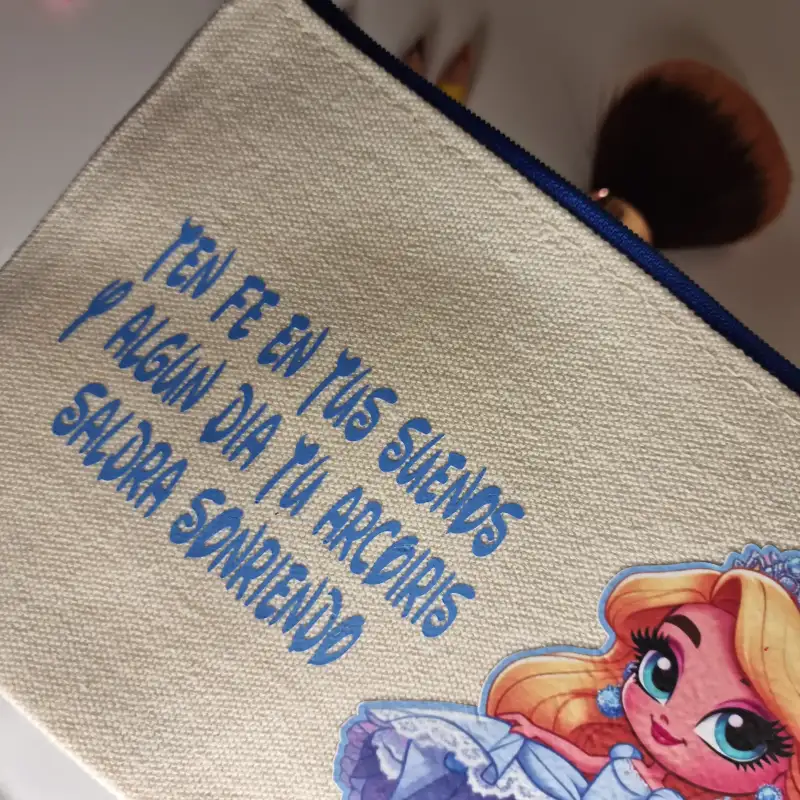 TEN FE EN TUS SUENOS
Y ALGUN DIA TU ARCOIRIS
SALDRA SONRIENDO